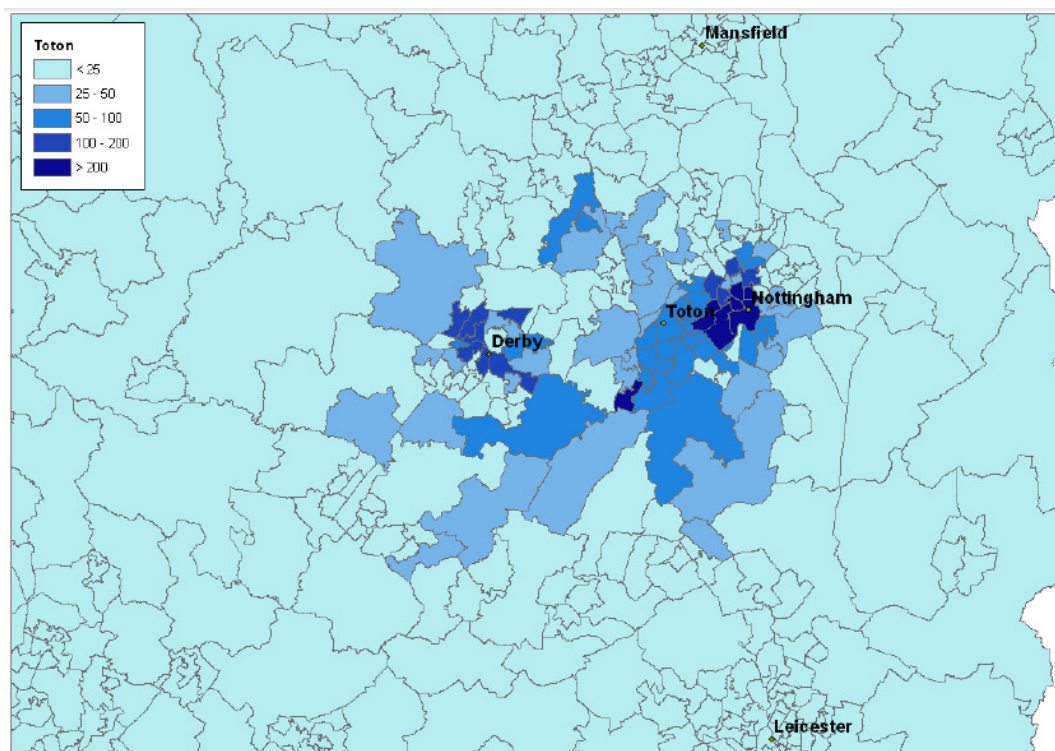 Toton
< 25
25 - 50
50 - 100
100 - 200
> 200
Mansfield
Nottingham
Toton
Derby
Leicester